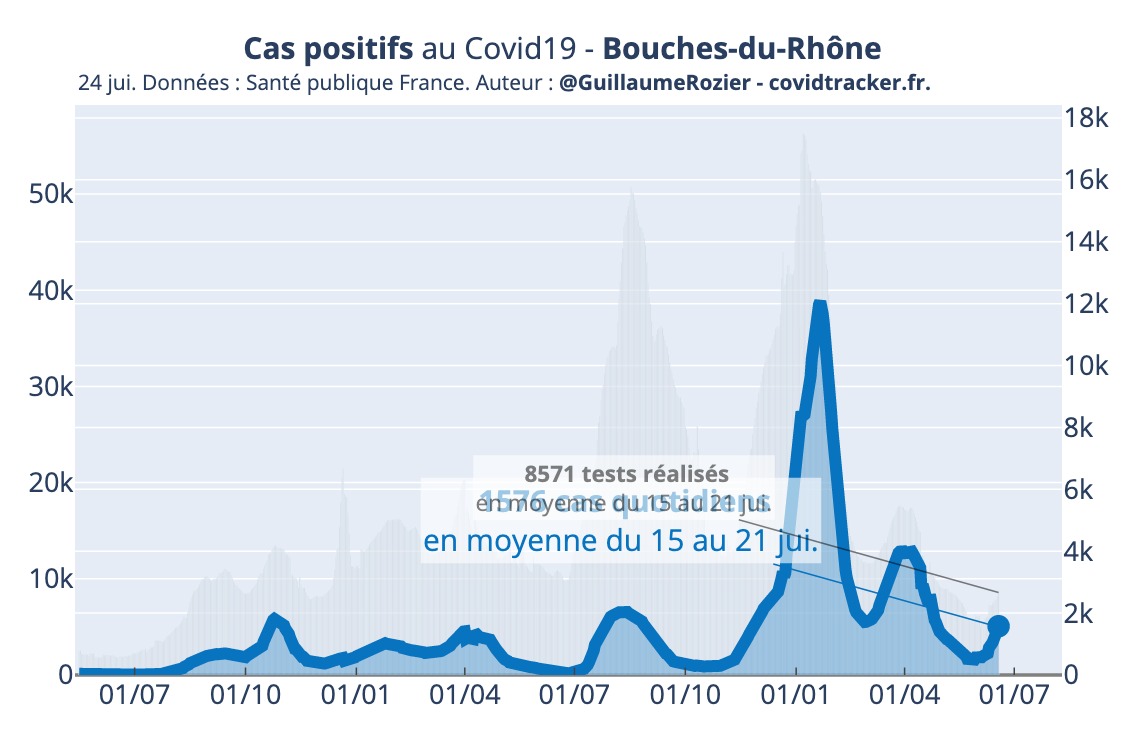 Cas positifs au Covid19 - Bouches-du-Rhône
24 jui. Données : Santé publique France. Auteur : @GuillaumeRozier - covidtracker.fr.
18k
16k
14k
12k
10k
8k
6k
4k
2k
0
50k
40k
30k
20k
10k
0
8571 tests réalisés
en moyenne du 15 au 21 jui.
1576 cas quotidiens
en moyenne du 15 au 21 jui.
01/07 01/10 01/01 01/04 01/07 01/10 01/01 01/04 01/07